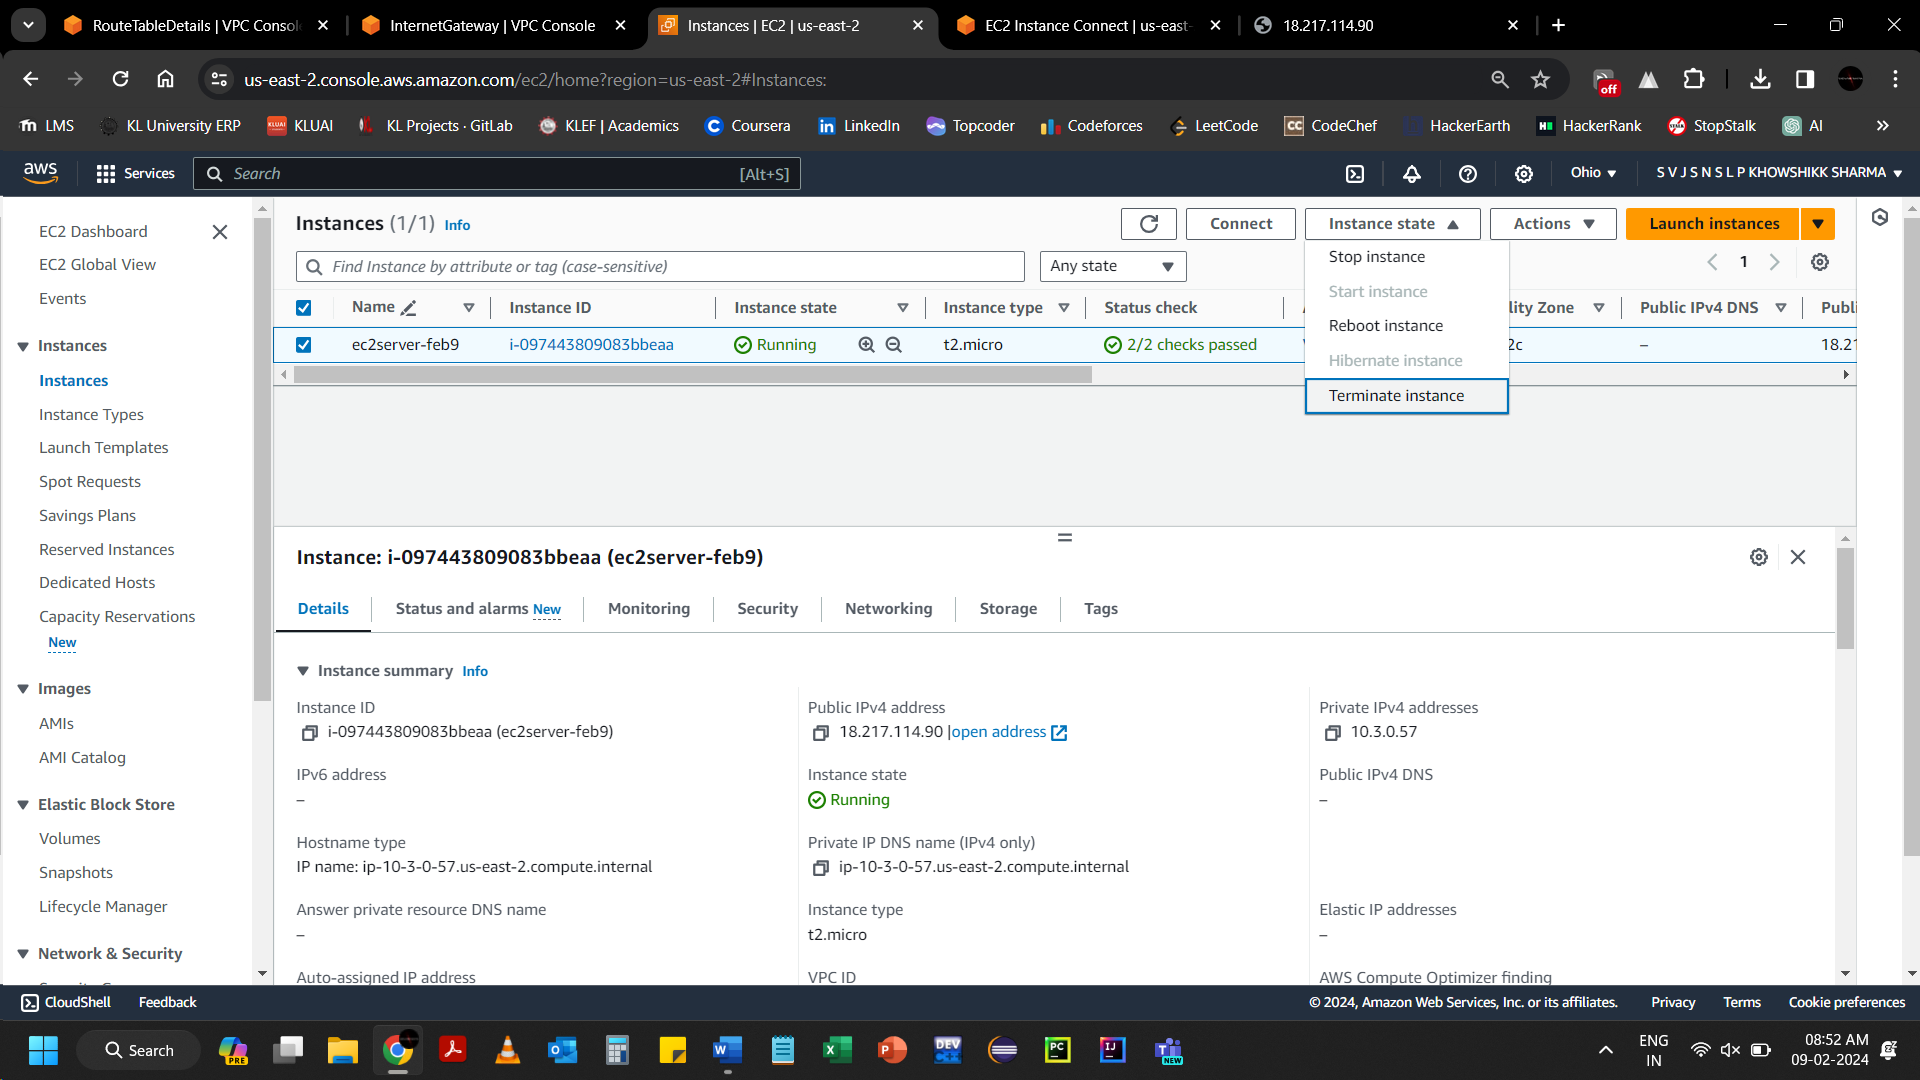 RouteTableDetails | VPC Consol
InternetGateway | VPC Console
Instances | EC2 | us-east-2
EC2 Instance Connect | us-east-
18.217.114.90
us-east-2.console.aws.amazon.com/ec2/home?region=us-east-2#Instances:
off
LMS
KL University ERP
KLUAI
KL Projects · GitLab
KLEF | Academics
Coursera
LinkedIn
Topcoder
Codeforces
LeetCode
CodeChef
HackerEarth
HackerRank
StopStalk
AI
aws
Services
Search
[Alt+S]
Ohio
S V J S N S L P KHOWSHIKK SHARMA
EC2 Dashboard
EC2 Global View
Events
Instances
Instances
Instance Types
Launch Templates
Spot Requests
Savings Plans
Reserved Instances
Dedicated Hosts
Capacity Reservations
New
Images
AMIs
AMI Catalog
Elastic Block Store
Volumes
Snapshots
Lifecycle Manager
Network & Security
Instances (1/1) Info
Connect
Instance state
Actions
Launch instances
Find Instance by attribute or tag (case-sensitive)
Any state
1
Stop instance
Start instance
Reboot instance
Hibernate instance
Terminate instance
Name
Instance ID
Instance state
Instance type
Status check
lity Zone
Public IPv4 DNS
Publi
ec2server-feb9
i-097443809083bbeaa
Running
t2.micro
2/2 checks passed
2c
–
18.21
Instance: i-097443809083bbeaa (ec2server-feb9)
Details
Status and alarms New
Monitoring
Security
Networking
Storage
Tags
Instance summary Info
Instance ID
i-097443809083bbeaa (ec2server-feb9)
Public IPv4 address
18.217.114.90 |open address
Private IPv4 addresses
10.3.0.57
IPv6 address
–
Instance state
Running
Public IPv4 DNS
–
Hostname type
IP name: ip-10-3-0-57.us-east-2.compute.internal
Private IP DNS name (IPv4 only)
ip-10-3-0-57.us-east-2.compute.internal
Answer private resource DNS name
–
Instance type
t2.micro
Elastic IP addresses
–
Auto-assigned IP address
VPC ID
AWS Compute Optimizer finding
CloudShell
Feedback
© 2024, Amazon Web Services, Inc. or its affiliates.
Privacy
Terms
Cookie preferences
Search
PRE
DEV
PC
IJ
NEW
ENG
IN
08:52 AM
09-02-2024